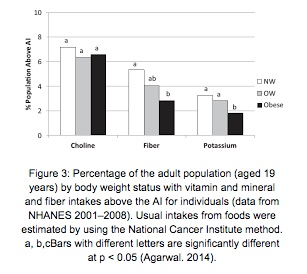 10
8
6
4
2
0
% Population Above AI
a
a
a
a
ab
b
a
a
b
NW
OW
Obese
Choline
Fiber
Potassium
Figure 3: Percentage of the adult population (aged 19
years) by body weight status with vitamin and mineral
and fiber intakes above the AI for individuals (data from
NHANES 2001–2008). Usual intakes from foods were
estimated by using the National Cancer Institute method.
a, b,cBars with different letters are significantly different
at p < 0.05 (Agarwal. 2014).